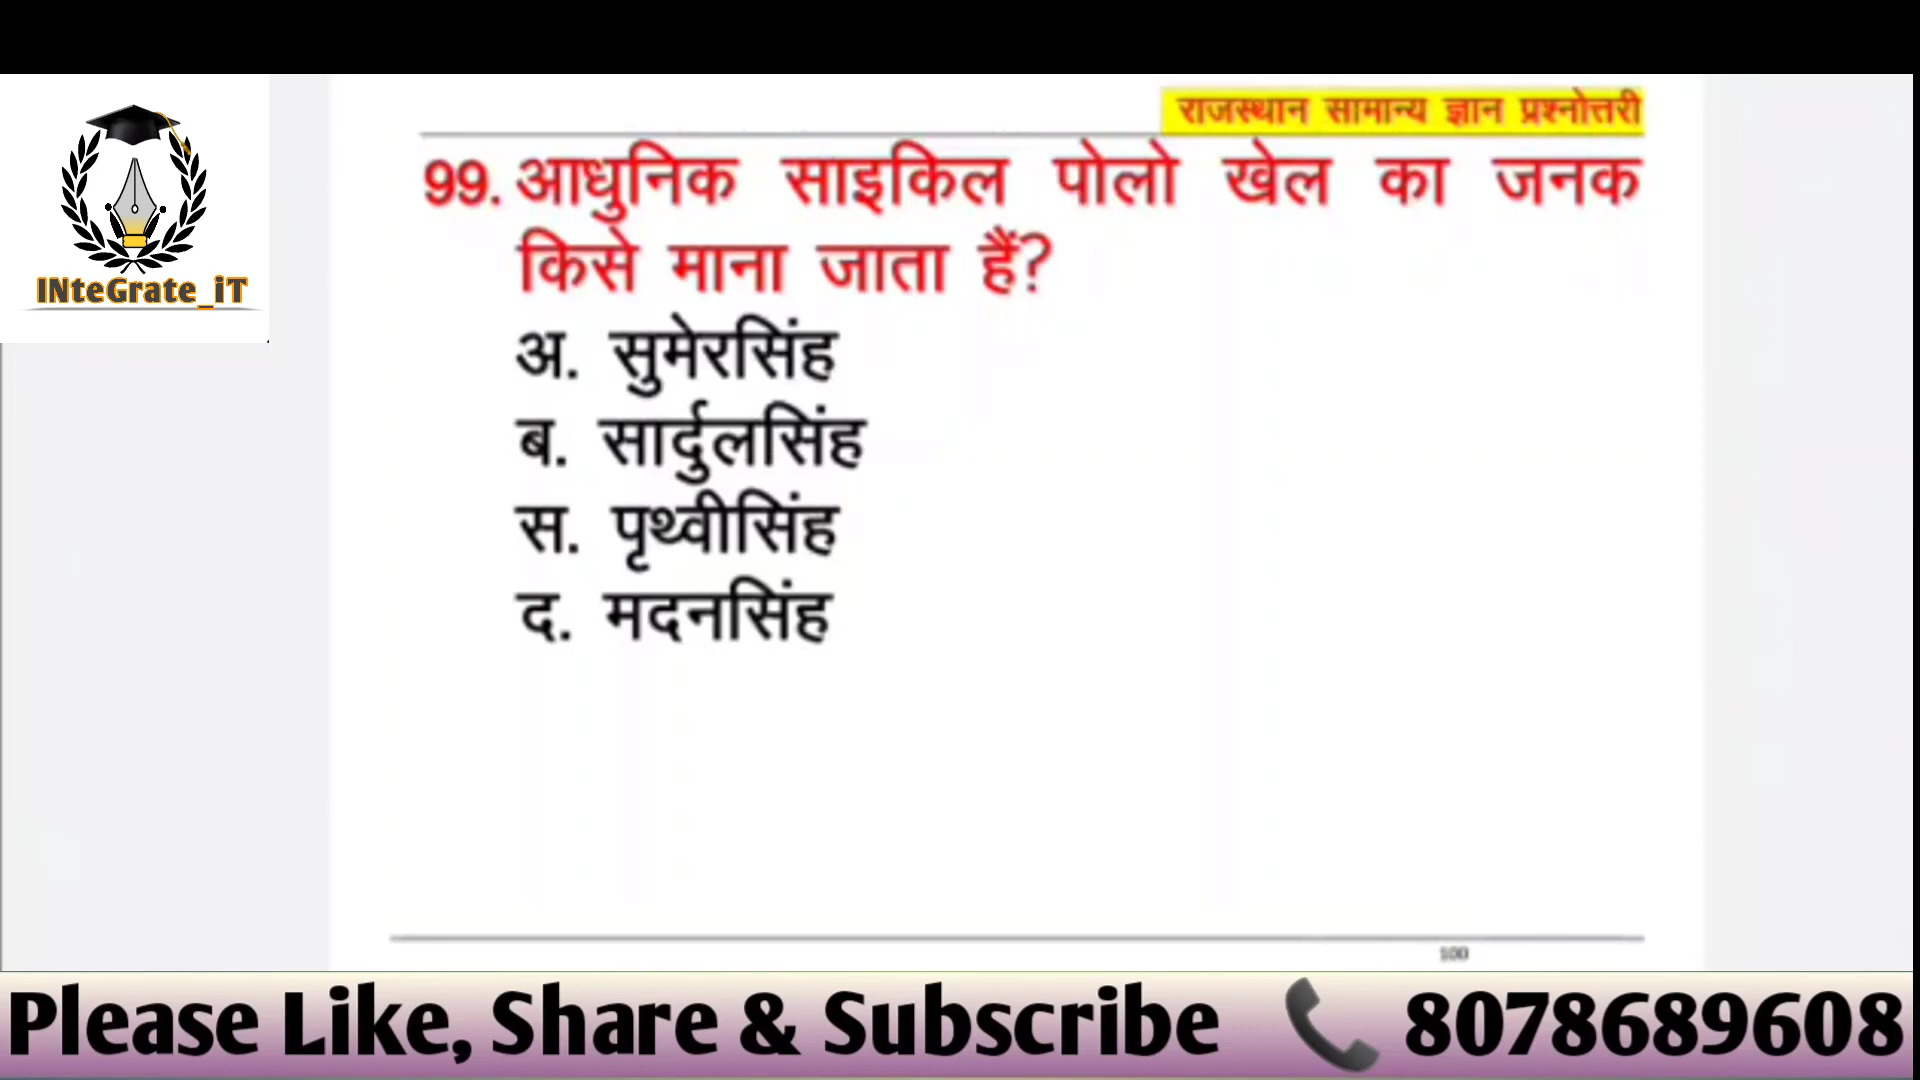 राजस्थान सामान्य ज्ञान प्रश्नोत्तरी
99. आधुनिक साइकिल पोलो खेल का जनक
किसे माना जाता हैं?
अ. सुमेरसिंह
ब. सार्दुलसिंह
स. पृथ्वीसिंह
द. मदनसिंह
INteGrate_iT
100
Please Like, Share & Subscribe 8078689608